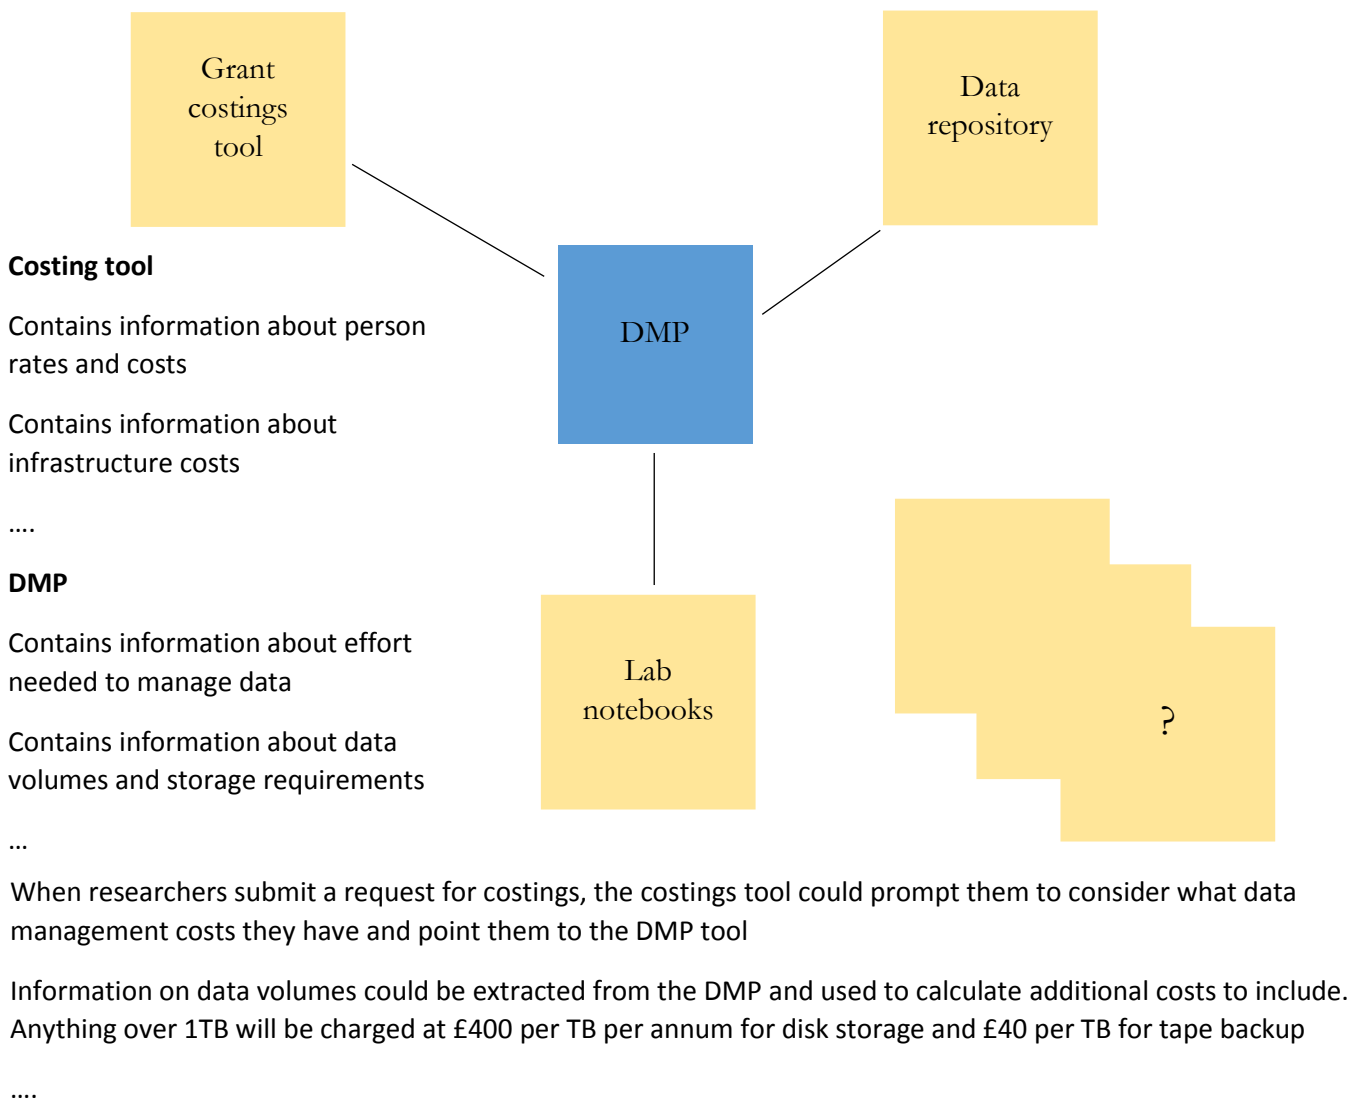 Grant
costings
tool
Data
repository
DMP
Costing tool
Contains information about person
rates and costs
Contains information about
infrastructure costs
….
DMP
Contains information about effort
needed to manage data
Contains information about data
volumes and storage requirements
…
Lab
notebooks
?
When researchers submit a request for costings, the costings tool could prompt them to consider what data
management costs they have and point them to the DMP tool
Information on data volumes could be extracted from the DMP and used to calculate additional costs to include.
Anything over 1TB will be charged at £400 per TB per annum for disk storage and £40 per TB for tape backup
….